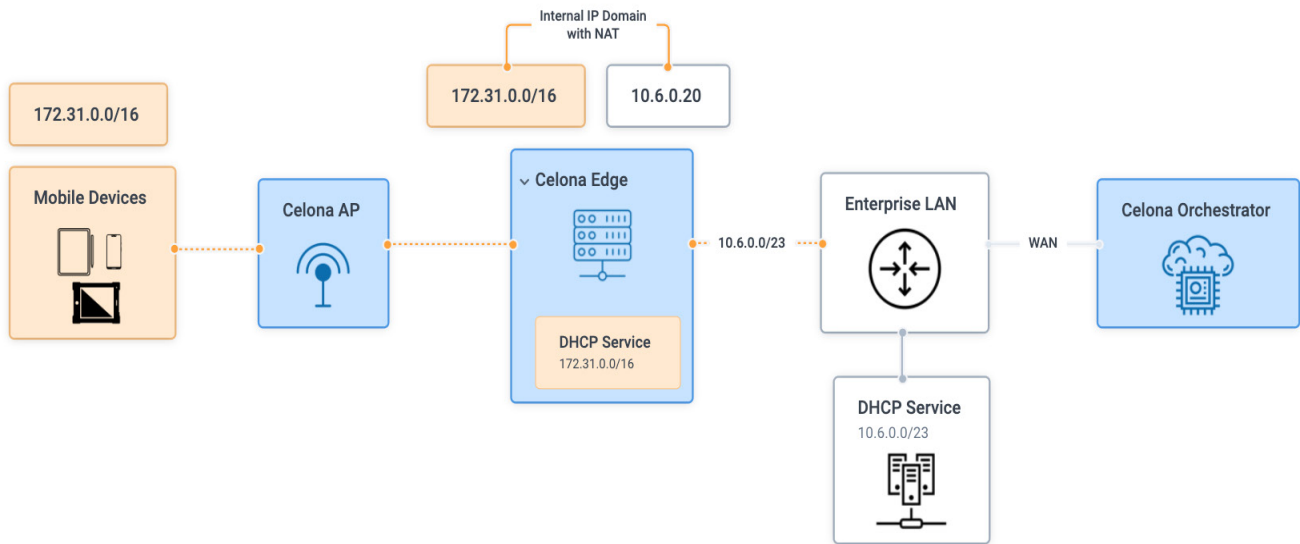 Internal IP Domain
with NAT
172.31.0.0/16
172.31.0.0/16
10.6.0.20
Mobile Devices
Celona AP
Celona Edge
10.6.0.0/23
Enterprise LAN
WAN
Celona Orchestrator
DHCP Service
172.31.0.0/16
DHCP Service
10.6.0.0/23